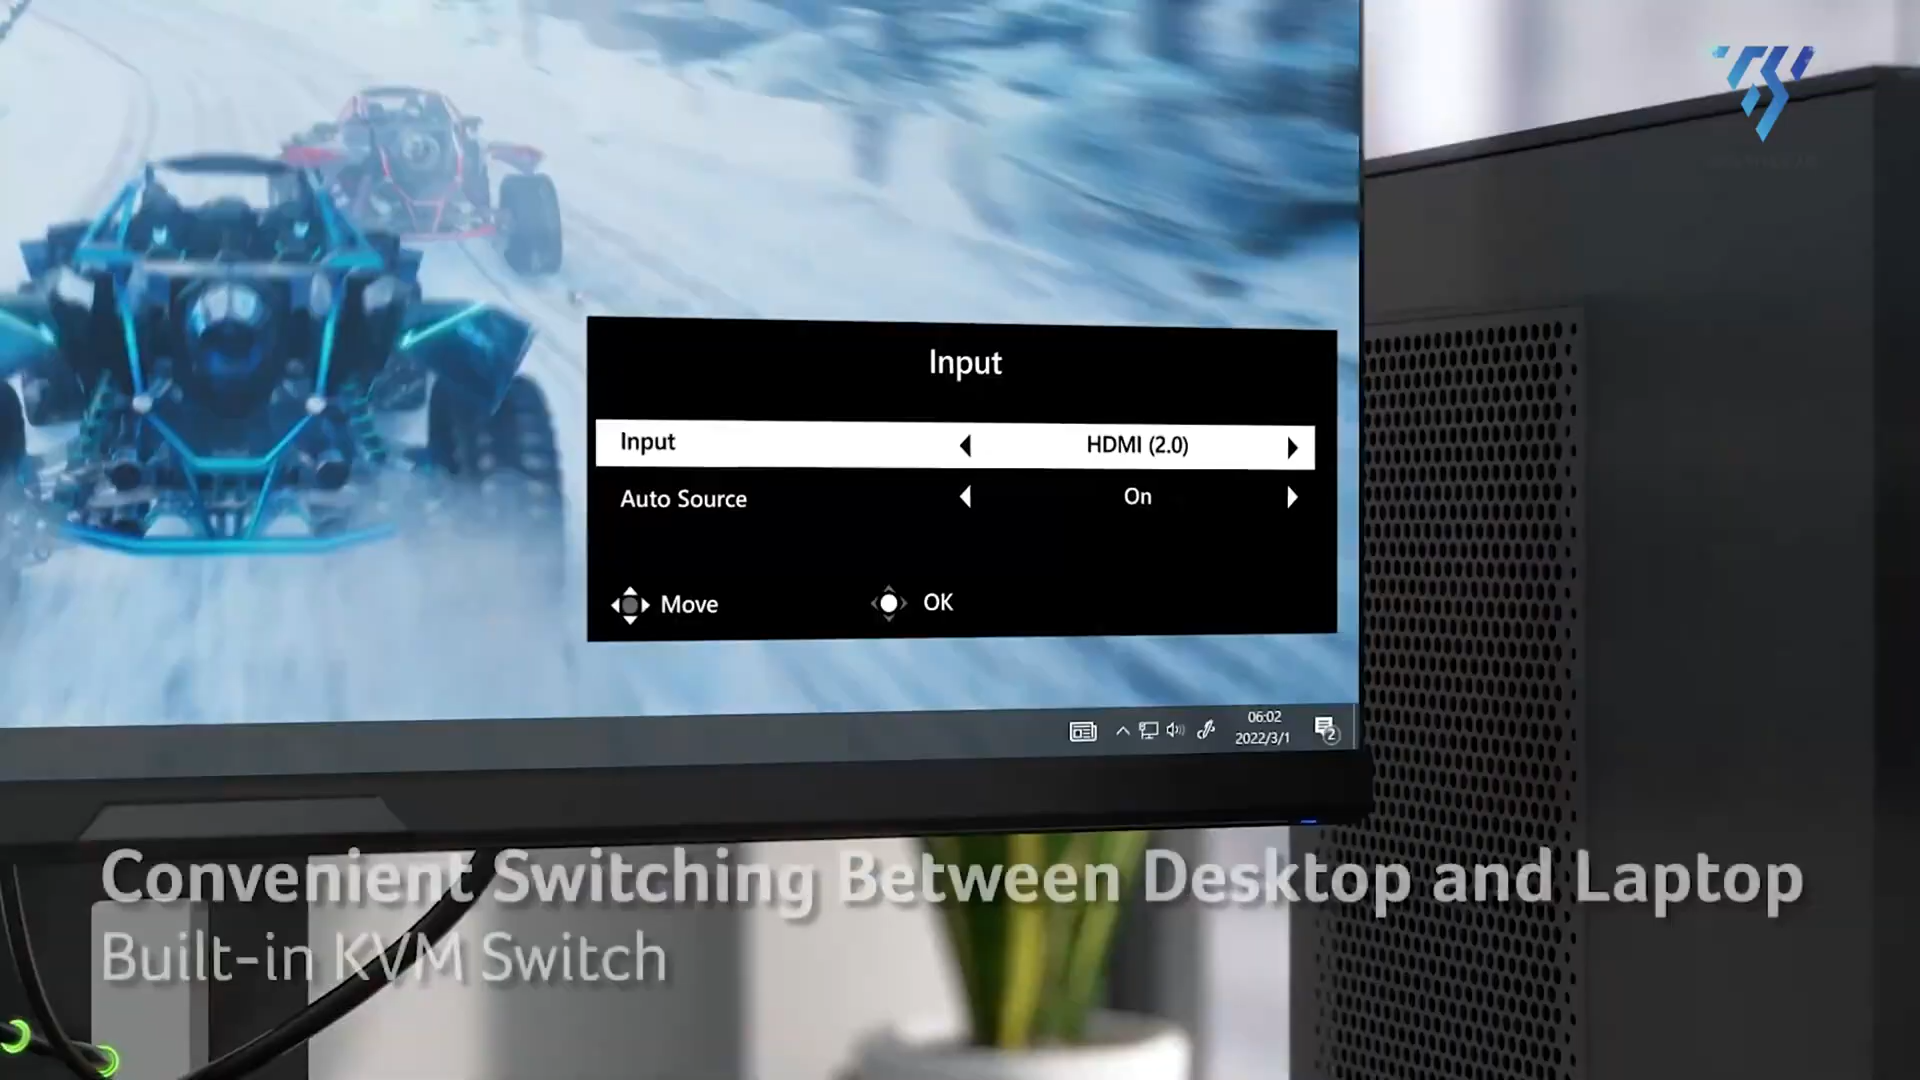 Input
Input HDMI (2.0)
Auto Source On
Move OK
06:02
2022/3/1
2
Convenient Switching Between Desktop and Laptop
Built-in KVM Switch